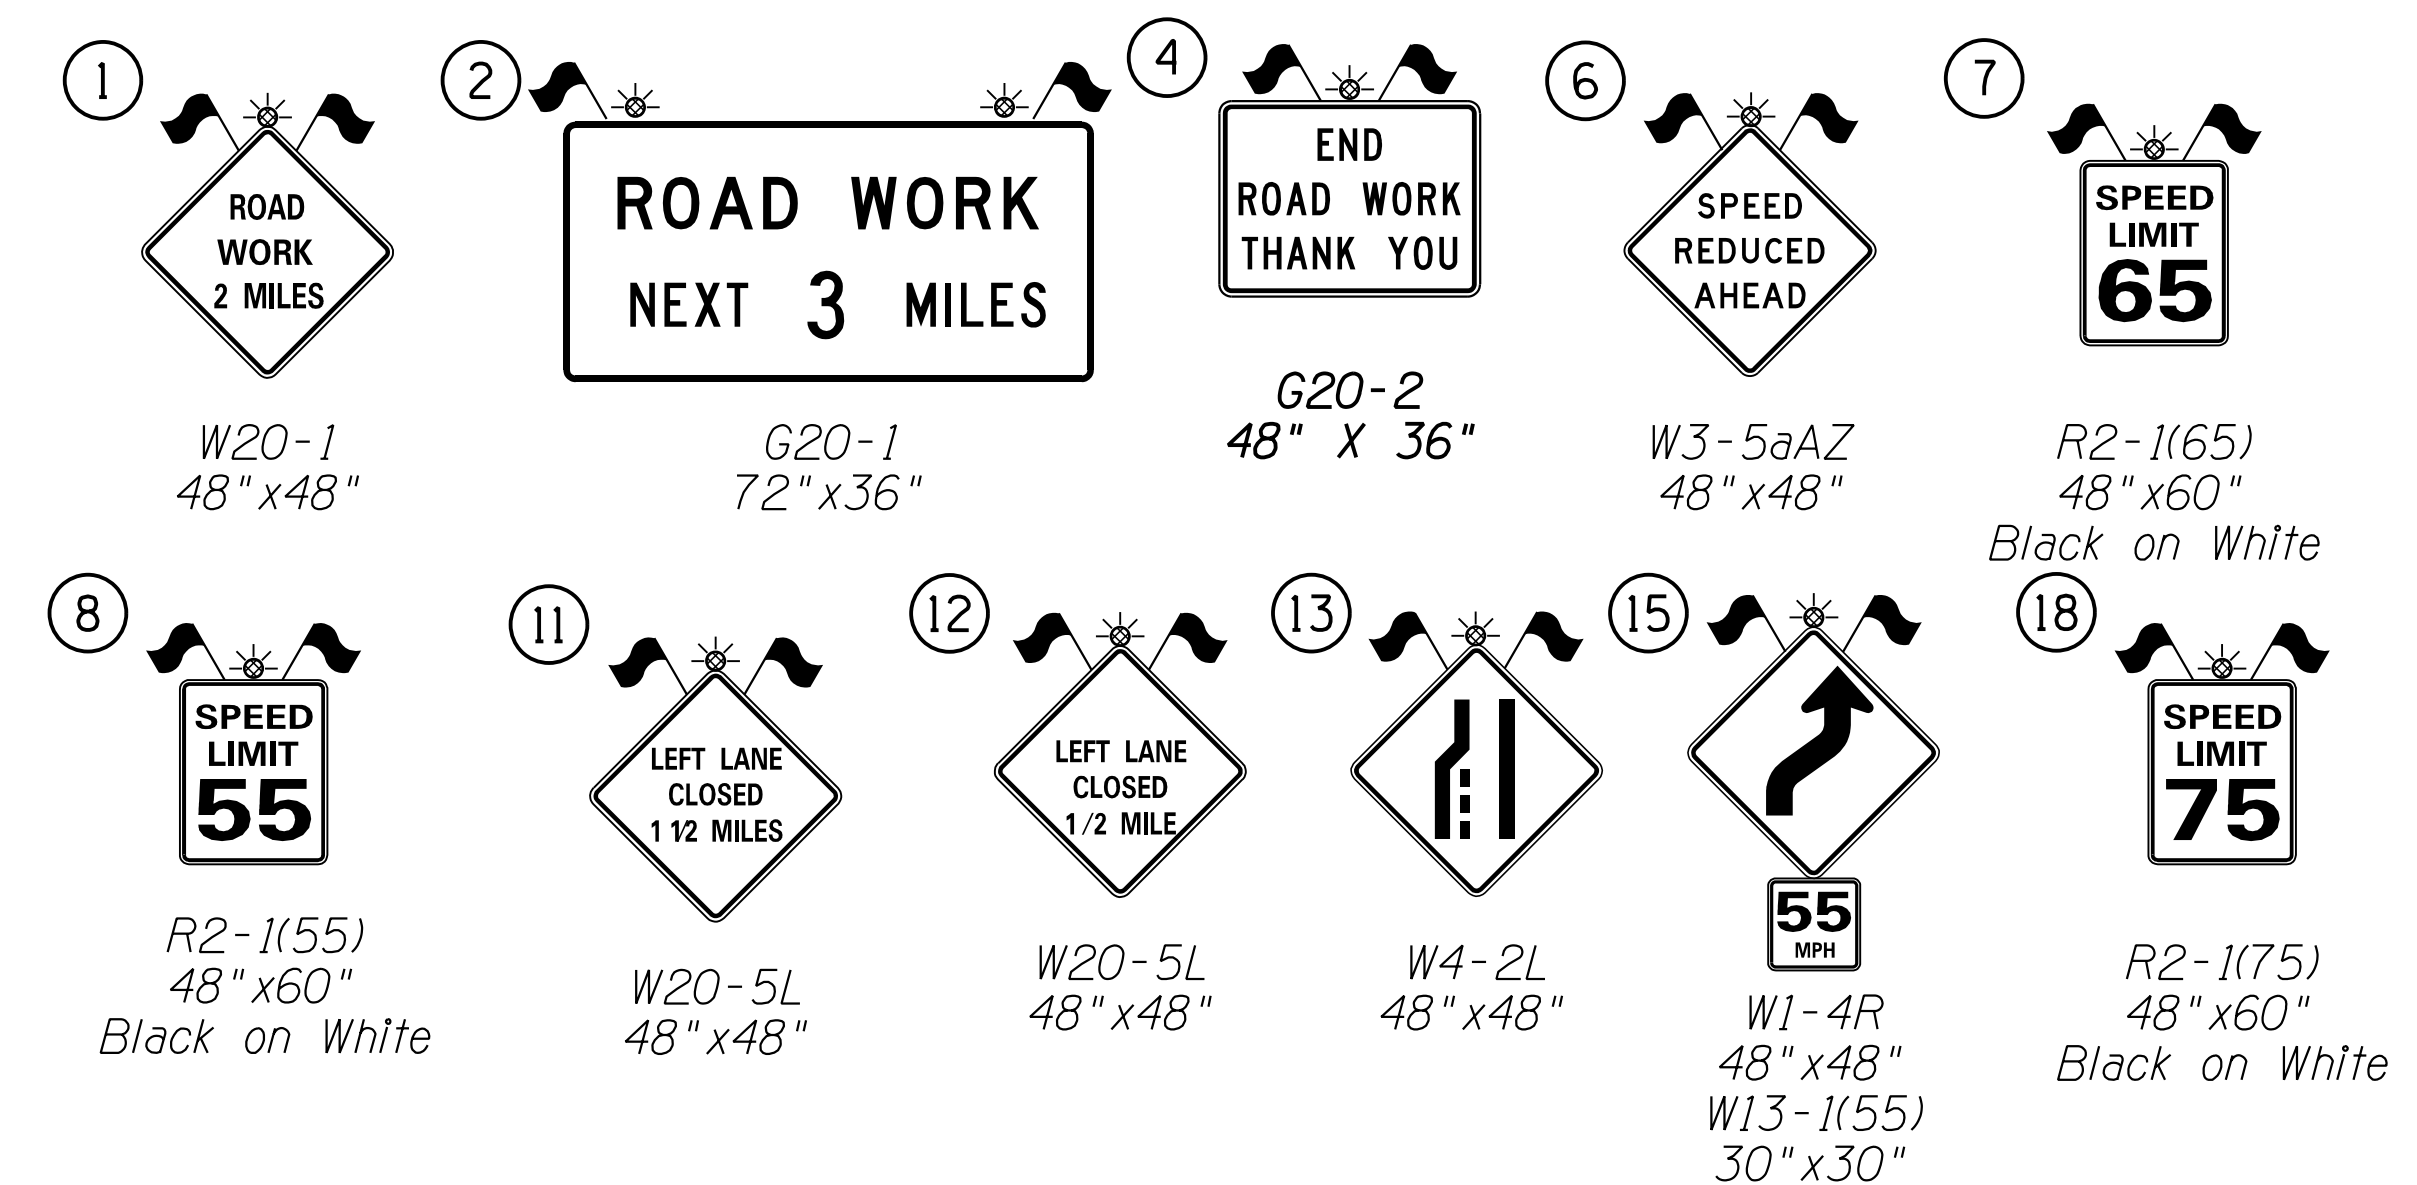 1
ROAD
WORK
2 MILES
W20-1
48"x48"
2
ROAD WORK
NEXT 3 MILES
G20-1
72"x36"
4
END
ROAD WORK
THANK YOU
G20-2
48" X 36"
6
SPEED
REDUCED
AHEAD
W3-5aAZ
48"x48"
7
SPEED
LIMIT
65
R2-1(65)
48"x60"
Black on White
8
SPEED
LIMIT
55
R2-1(55)
48"x60"
Black on White
11
LEFT LANE
CLOSED
1 1/2 MILES
W20-5L
48"x48"
12
LEFT LANE
CLOSED
1/2 MILE
W20-5L
48"x48"
13
W4-2L
48"x48"
15
55
MPH
W1-4R
48"x48"
W13-1(55)
30"x30"
18
SPEED
LIMIT
75
R2-1(75)
48"x60"
Black on White